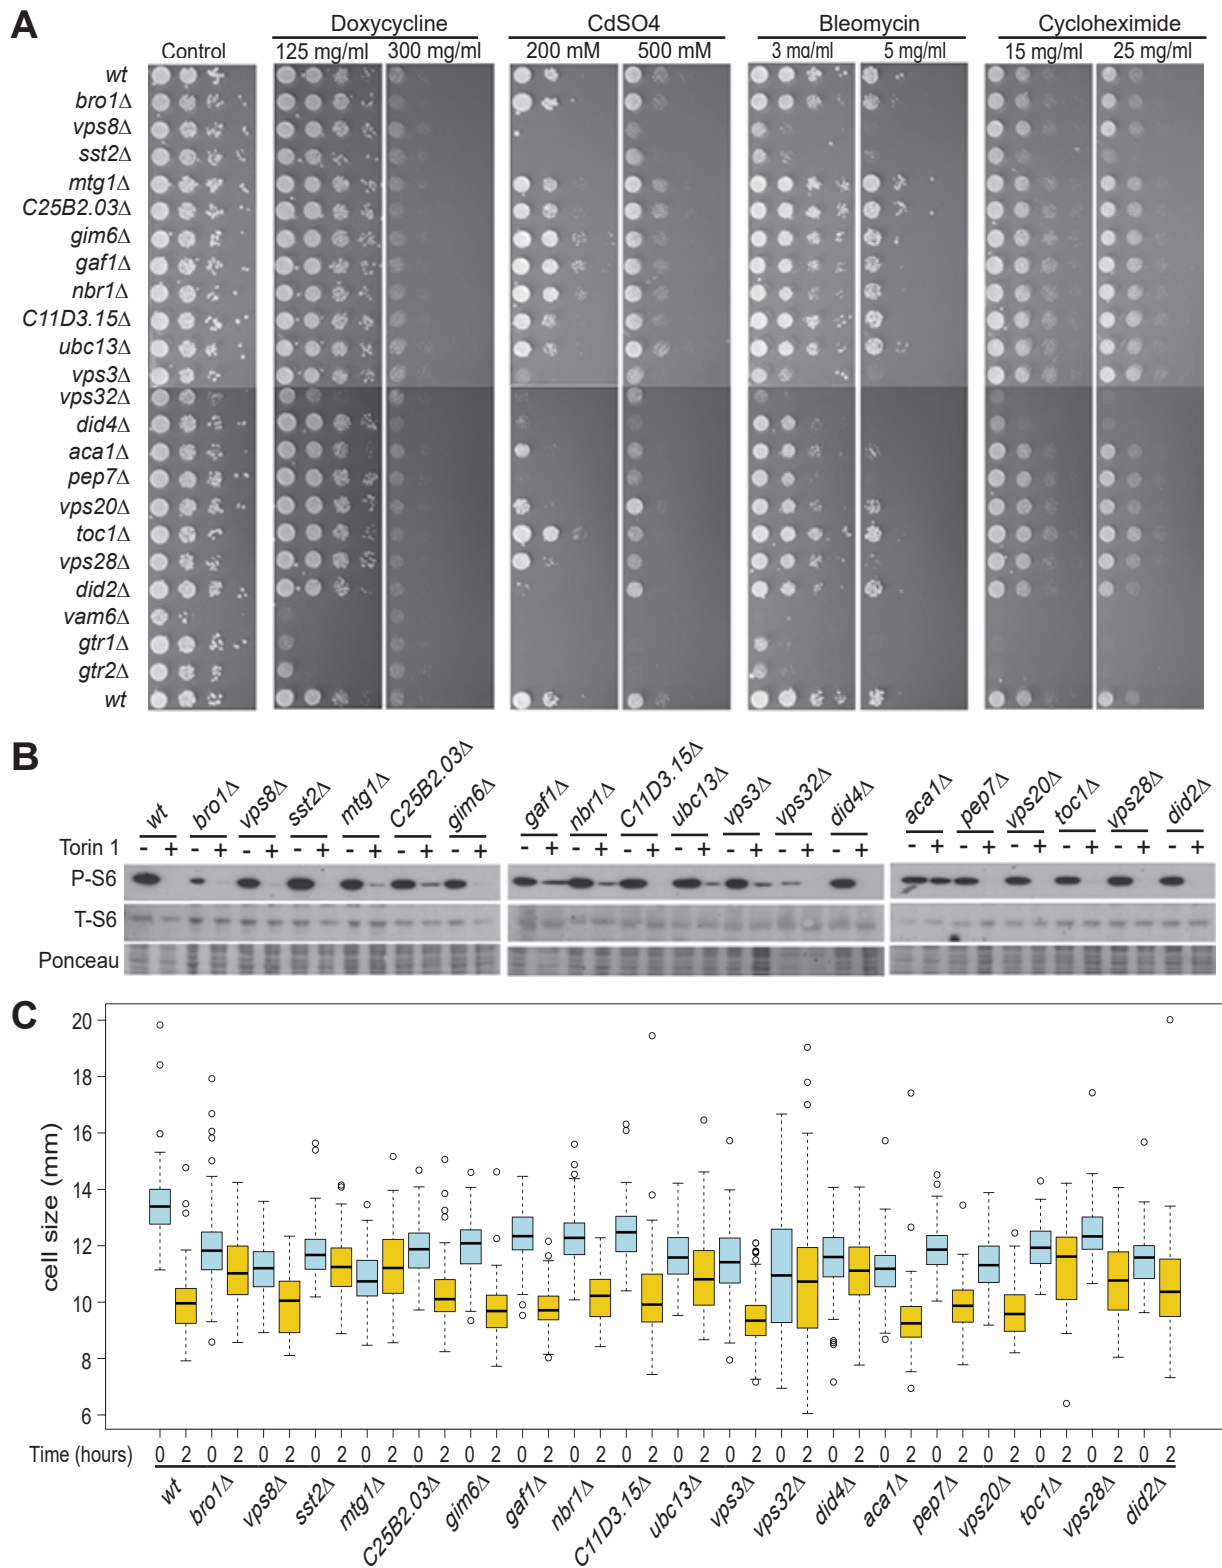 A
Doxycycline CdSO4 Bleomycin Cycloheximide
Control 125 mg/ml 300 mg/ml 200 mM 500 mM 3 mg/ml 5 mg/ml 15 mg/ml 25 mg/ml
wt
bro1Δ
vps8Δ
sst2Δ
mtg1Δ
C25B2.03Δ
gim6Δ
gaf1Δ
nbr1Δ
C11D3.15Δ
ubc13Δ
vps3Δ
vps32Δ
did4Δ
aca1Δ
pep7Δ
vps20Δ
toc1Δ
vps28Δ
did2Δ
vam6Δ
gtr1Δ
gtr2Δ
wt
B
wt bro1Δ vps8Δ sst2Δ mtg1Δ C25B2.03Δ gim6Δ gaf1Δ nbr1Δ C11D3.15Δ ubc13Δ vps3Δ vps32Δ did4Δ aca1Δ pep7Δ vps20Δ toc1Δ vps28Δ did2Δ
Torin 1 - + - + - + - + - + - + - + - + - + - + - + - + - + - + - + - + - + - + - + - +
P-S6
T-S6
Ponceau
C
20
18
16
14
12
10
8
6
cell size (mm)
Time (hours) 0 2 0 2 0 2 0 2 0 2 0 2 0 2 0 2 0 2 0 2 0 2 0 2 0 2 0 2 0 2 0 2 0 2 0 2 0 2 0 2
wt bro1Δ vps8Δ sst2Δ mtg1Δ C25B2.03Δ gim6Δ gaf1Δ nbr1Δ C11D3.15Δ ubc13Δ vps3Δ vps32Δ did4Δ aca1Δ pep7Δ vps20Δ toc1Δ vps28Δ did2Δ